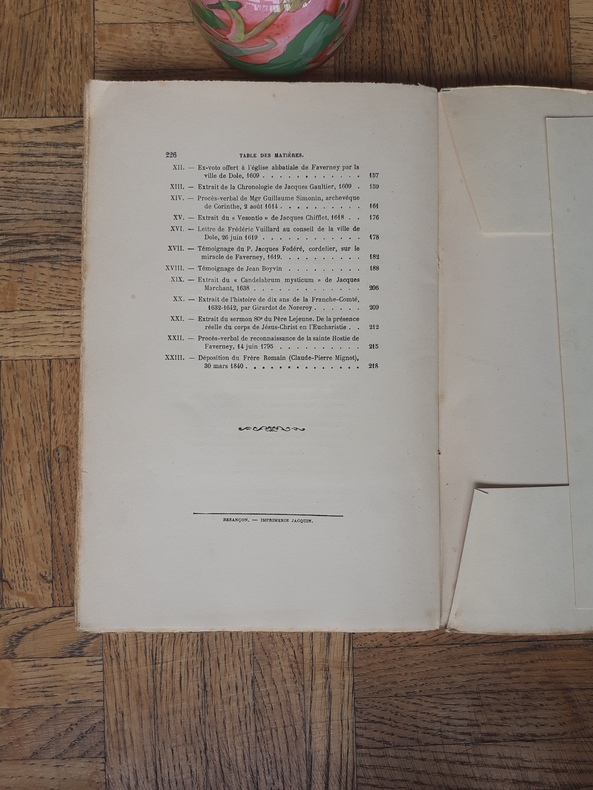 226 TABLE DES MATIÈRES.
XII. — Ex-voto offert à l'église abbatiale de Faverney par la
ville de Dole, 1609 . . . . . . . . . . . 157
XIII. — Extrait de la Chronologie de Jacques Gaultier, 1609 . 159
XIV. — Procès-verbal de Mgr Guillaume Simonin, archevêque
de Corinthe, 2 août 1614 . . . . . . . . . 161
XV. — Extrait du « Vesontio » de Jacques Chifflet, 1618 . . 176
XVI. — Lettre de Frédéric Vuillard au conseil de la ville de
Dole, 26 juin 1619 . . . . . . . . . . . 178
XVII. — Témoignage du P. Jacques Fodéré, cordelier, sur le
miracle de Faverney, 1619. . . . . . . . . 182
XVIII. — Témoignage de Jean Boyvin . . . . . . . . 188
XIX. — Extrait du « Candelabrum mysticum » de Jacques
Marchant, 1638 . . . . . . . . . . . . 206
XX. — Extrait de l'histoire de dix ans de la Franche-Comté,
1632-1642, par Girardot de Nozeroy . . . . . . 209
XXI. — Extrait du sermon 80e du Père Lejeune. De la présence
réelle du corps de Jésus-Christ en l'Eucharistie . . 212
XXII. — Procès-verbal de reconnaissance de la sainte Hostie de
Faverney, 14 juin 1795 . . . . . . . . . 215
XXIII. — Déposition du Frère Romain (Claude-Pierre Mignot),
30 mars 1840 . . . . . . . . . . . . . 218
BESANÇON. — IMPRIMERIE JACQUIN.